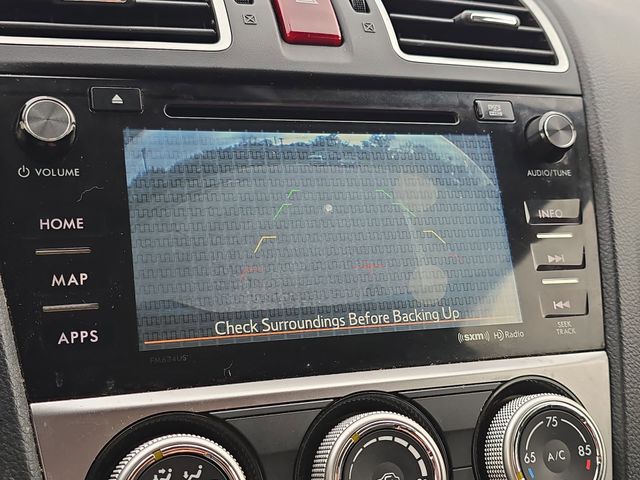 VOLUME
HOME
MAP
APPS
AUDIO/TUNE
INFO
SEEK
TRACK
Check Surroundings Before Backing Up
((sxm))
HD Radio
75
65
85
A/C